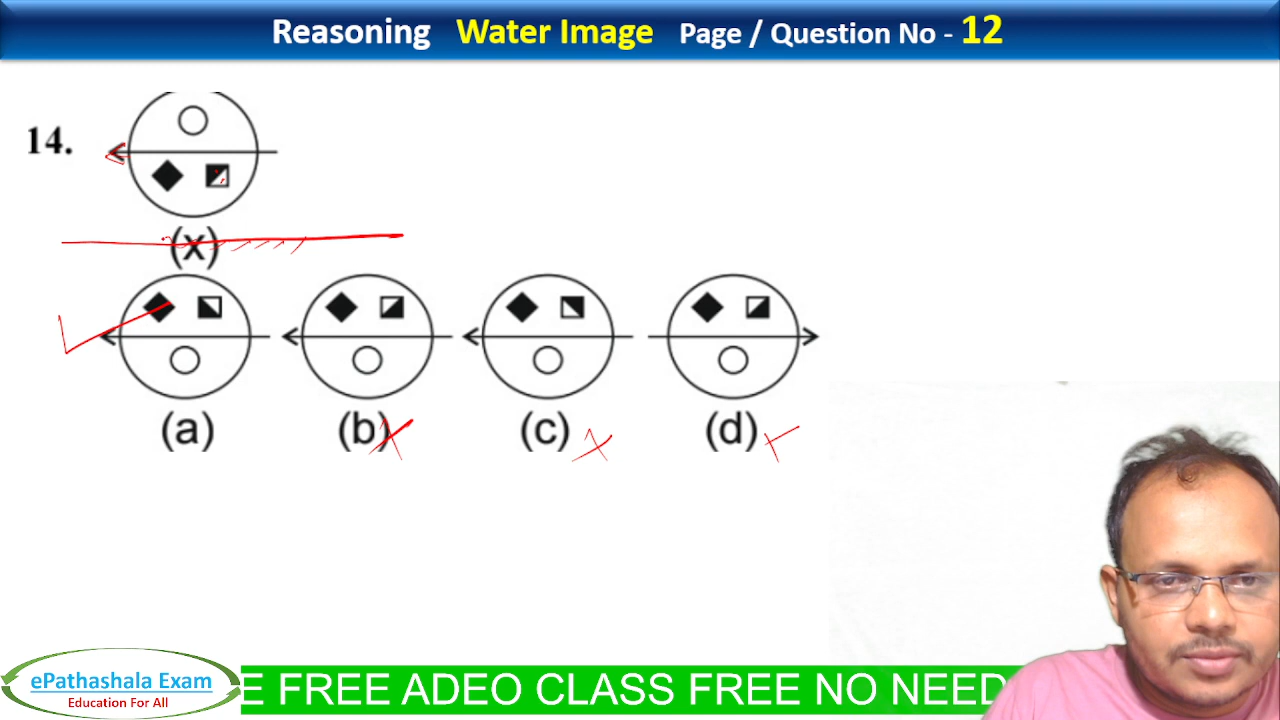 Reasoning Water Image Page / Question No - 12
14.
(x)
(a) (b) (c) (d)
ePathashala Exam
Education For All
E FREE ADEO CLASS FREE NO NEED